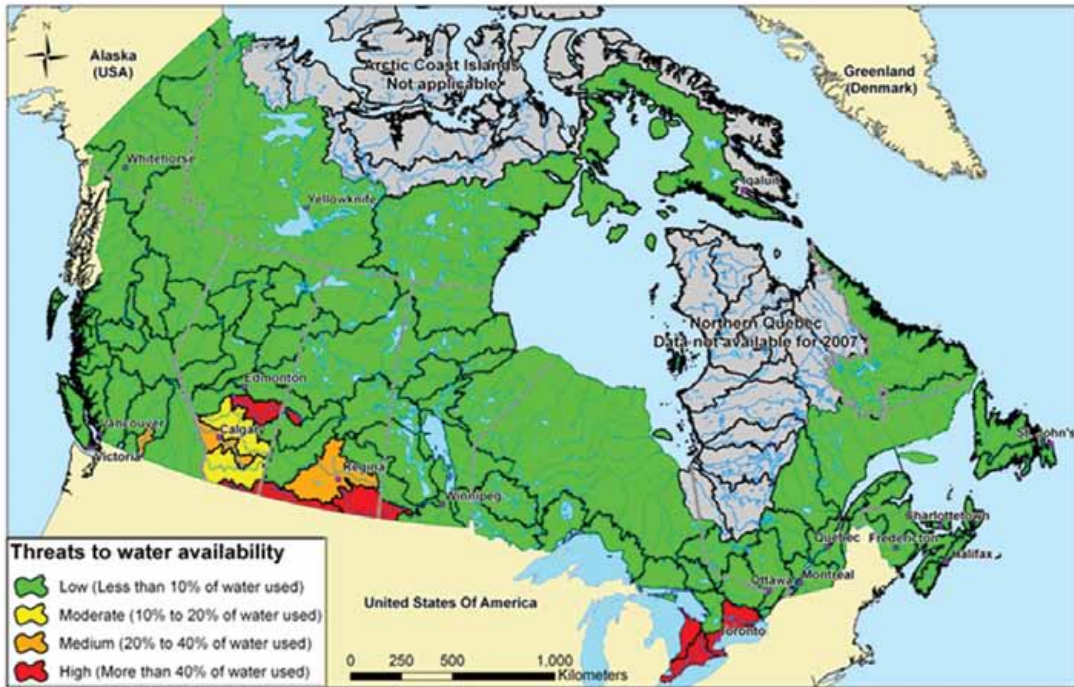 N
Alaska
(USA)
Arctic Coast Islands
Not applicable
Greenland
(Denmark)
Whitehorse
Iqaluit
Yellowknife
Northern Quebec
Data not available for 2007
Edmonton
Vancouver
Calgary
Victoria
Regina
Winnipeg
St. John's
Charlottetown
Quebec
Fredericton
Halifax
Ottawa
Montreal
Toronto
United States Of America
Threats to water availability
Low (Less than 10% of water used)
Moderate (10% to 20% of water used)
Medium (20% to 40% of water used)
High (More than 40% of water used)
0 250 500 1,000
Kilometers